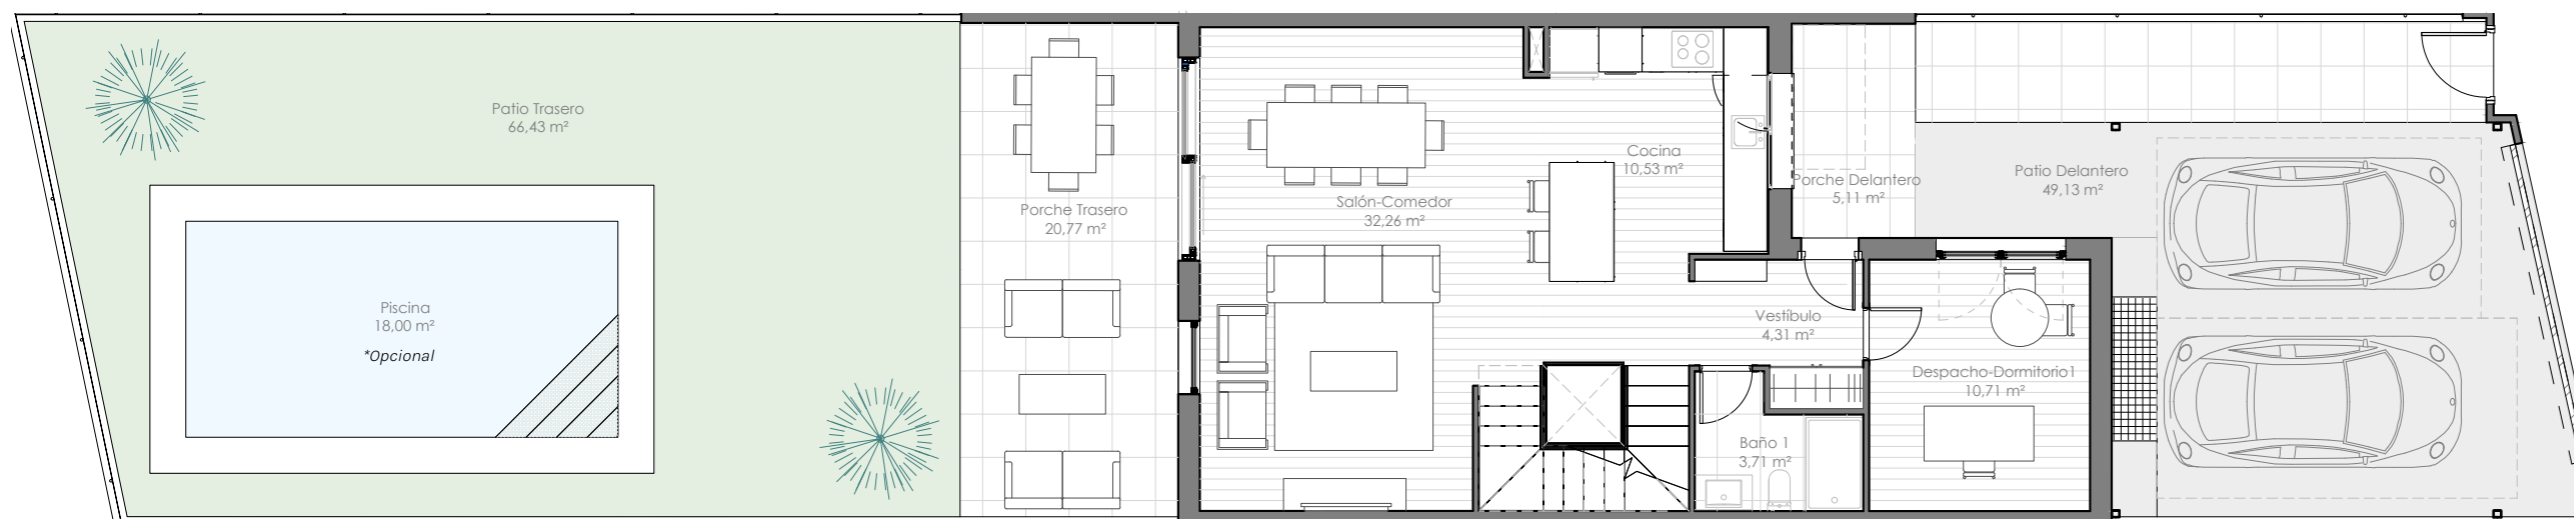 Patio Trasero
66,43 m²
Piscina
18,00 m²
*Opcional
Porche Trasero
20,77 m²
Salón-Comedor
32,26 m²
Cocina
10,53 m²
Porche Delantero
5,11 m²
Patio Delantero
49,13 m²
Vestíbulo
4,31 m²
Despacho-Dormitorio1
10,71 m²
Baño 1
3,71 m²